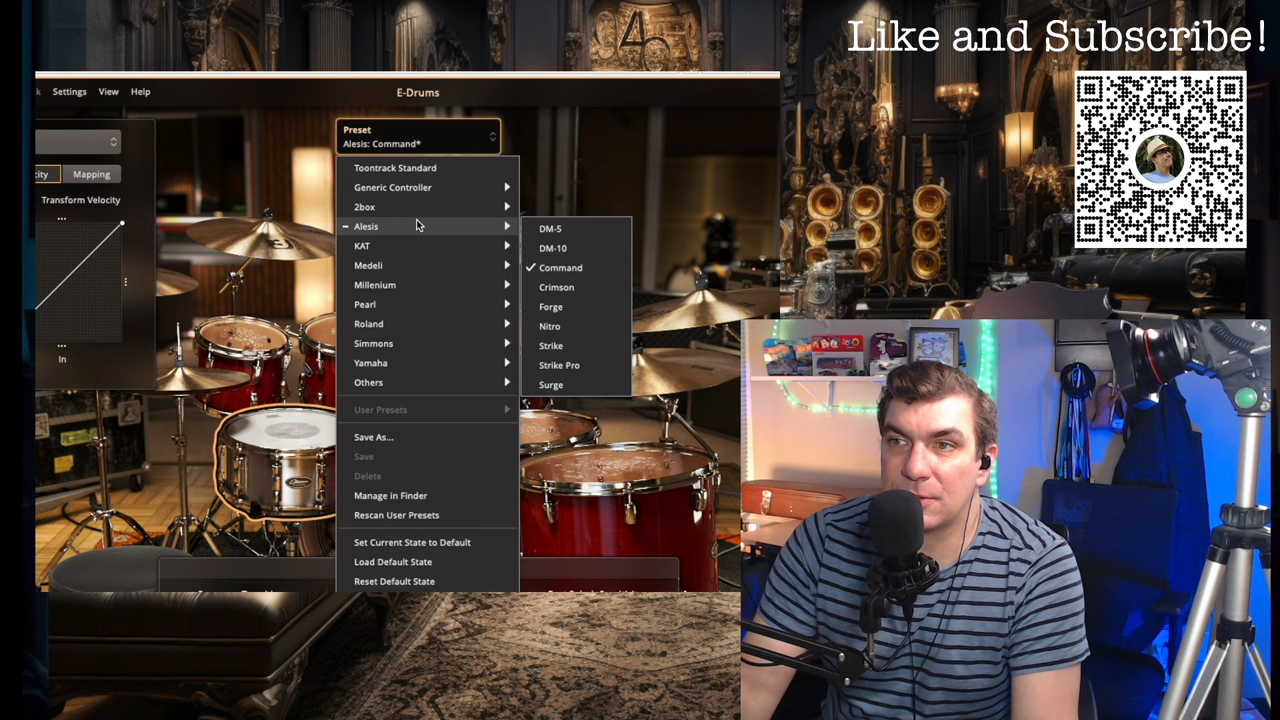 Like and Subscribe!
Settings View Help
E-Drums
Preset
Alesis: Command*
Mapping
Transform Velocity
In
Toontrack Standard
Generic Controller
2box
Alesis
KAT
Medeli
Millenium
Pearl
Roland
Simmons
Yamaha
Others
User Presets
Save As...
Save
Delete
Manage in Finder
Rescan User Presets
Set Current State to Default
Load Default State
Reset Default State
DM-5
DM-10
Command
Crimson
Forge
Nitro
Strike
Strike Pro
Surge